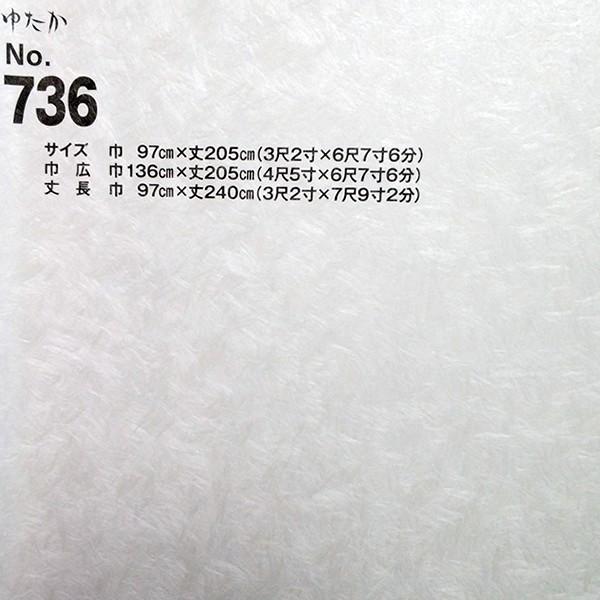 ゆたか
No.
736
サイズ 巾 97㎝×丈205㎝(3尺2寸×6尺7寸6分)
巾広 巾136㎝×丈205㎝(4尺5寸×6尺7寸6分)
丈長 巾 97㎝×丈240㎝(3尺2寸×7尺9寸2分)